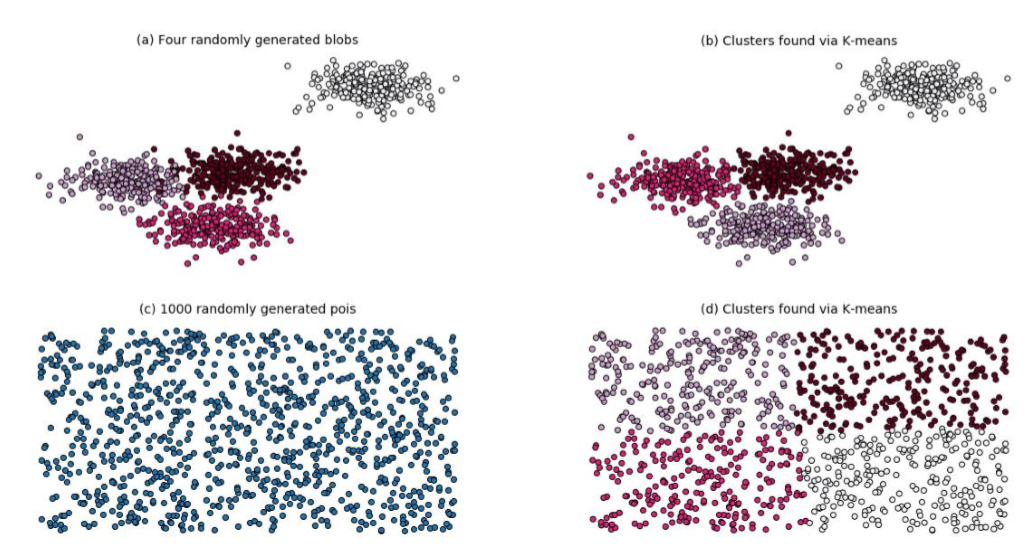 (a) Four randomly generated blobs
(b) Clusters found via K-means
(c) 1000 randomly generated pois
(d) Clusters found via K-means